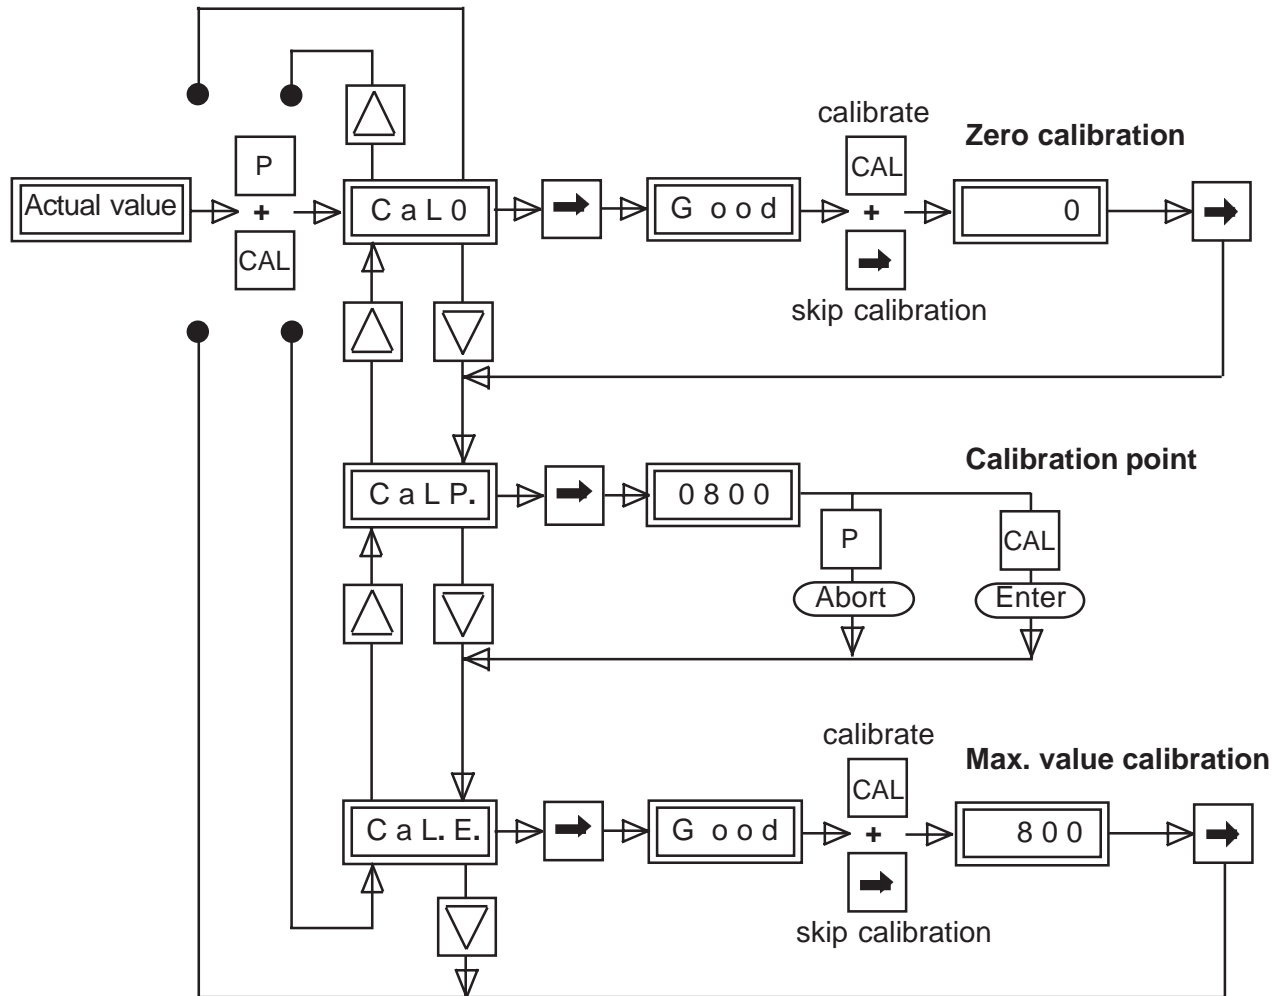 calibrate
Zero calibration
P
CAL
Actual value
+
CaL0
Good
+
0
CAL
skip calibration
Calibration point
CaLP.
0800
P
CAL
Abort
Enter
calibrate
Max. value calibration
CAL
CaL.E.
Good
+
800
skip calibration